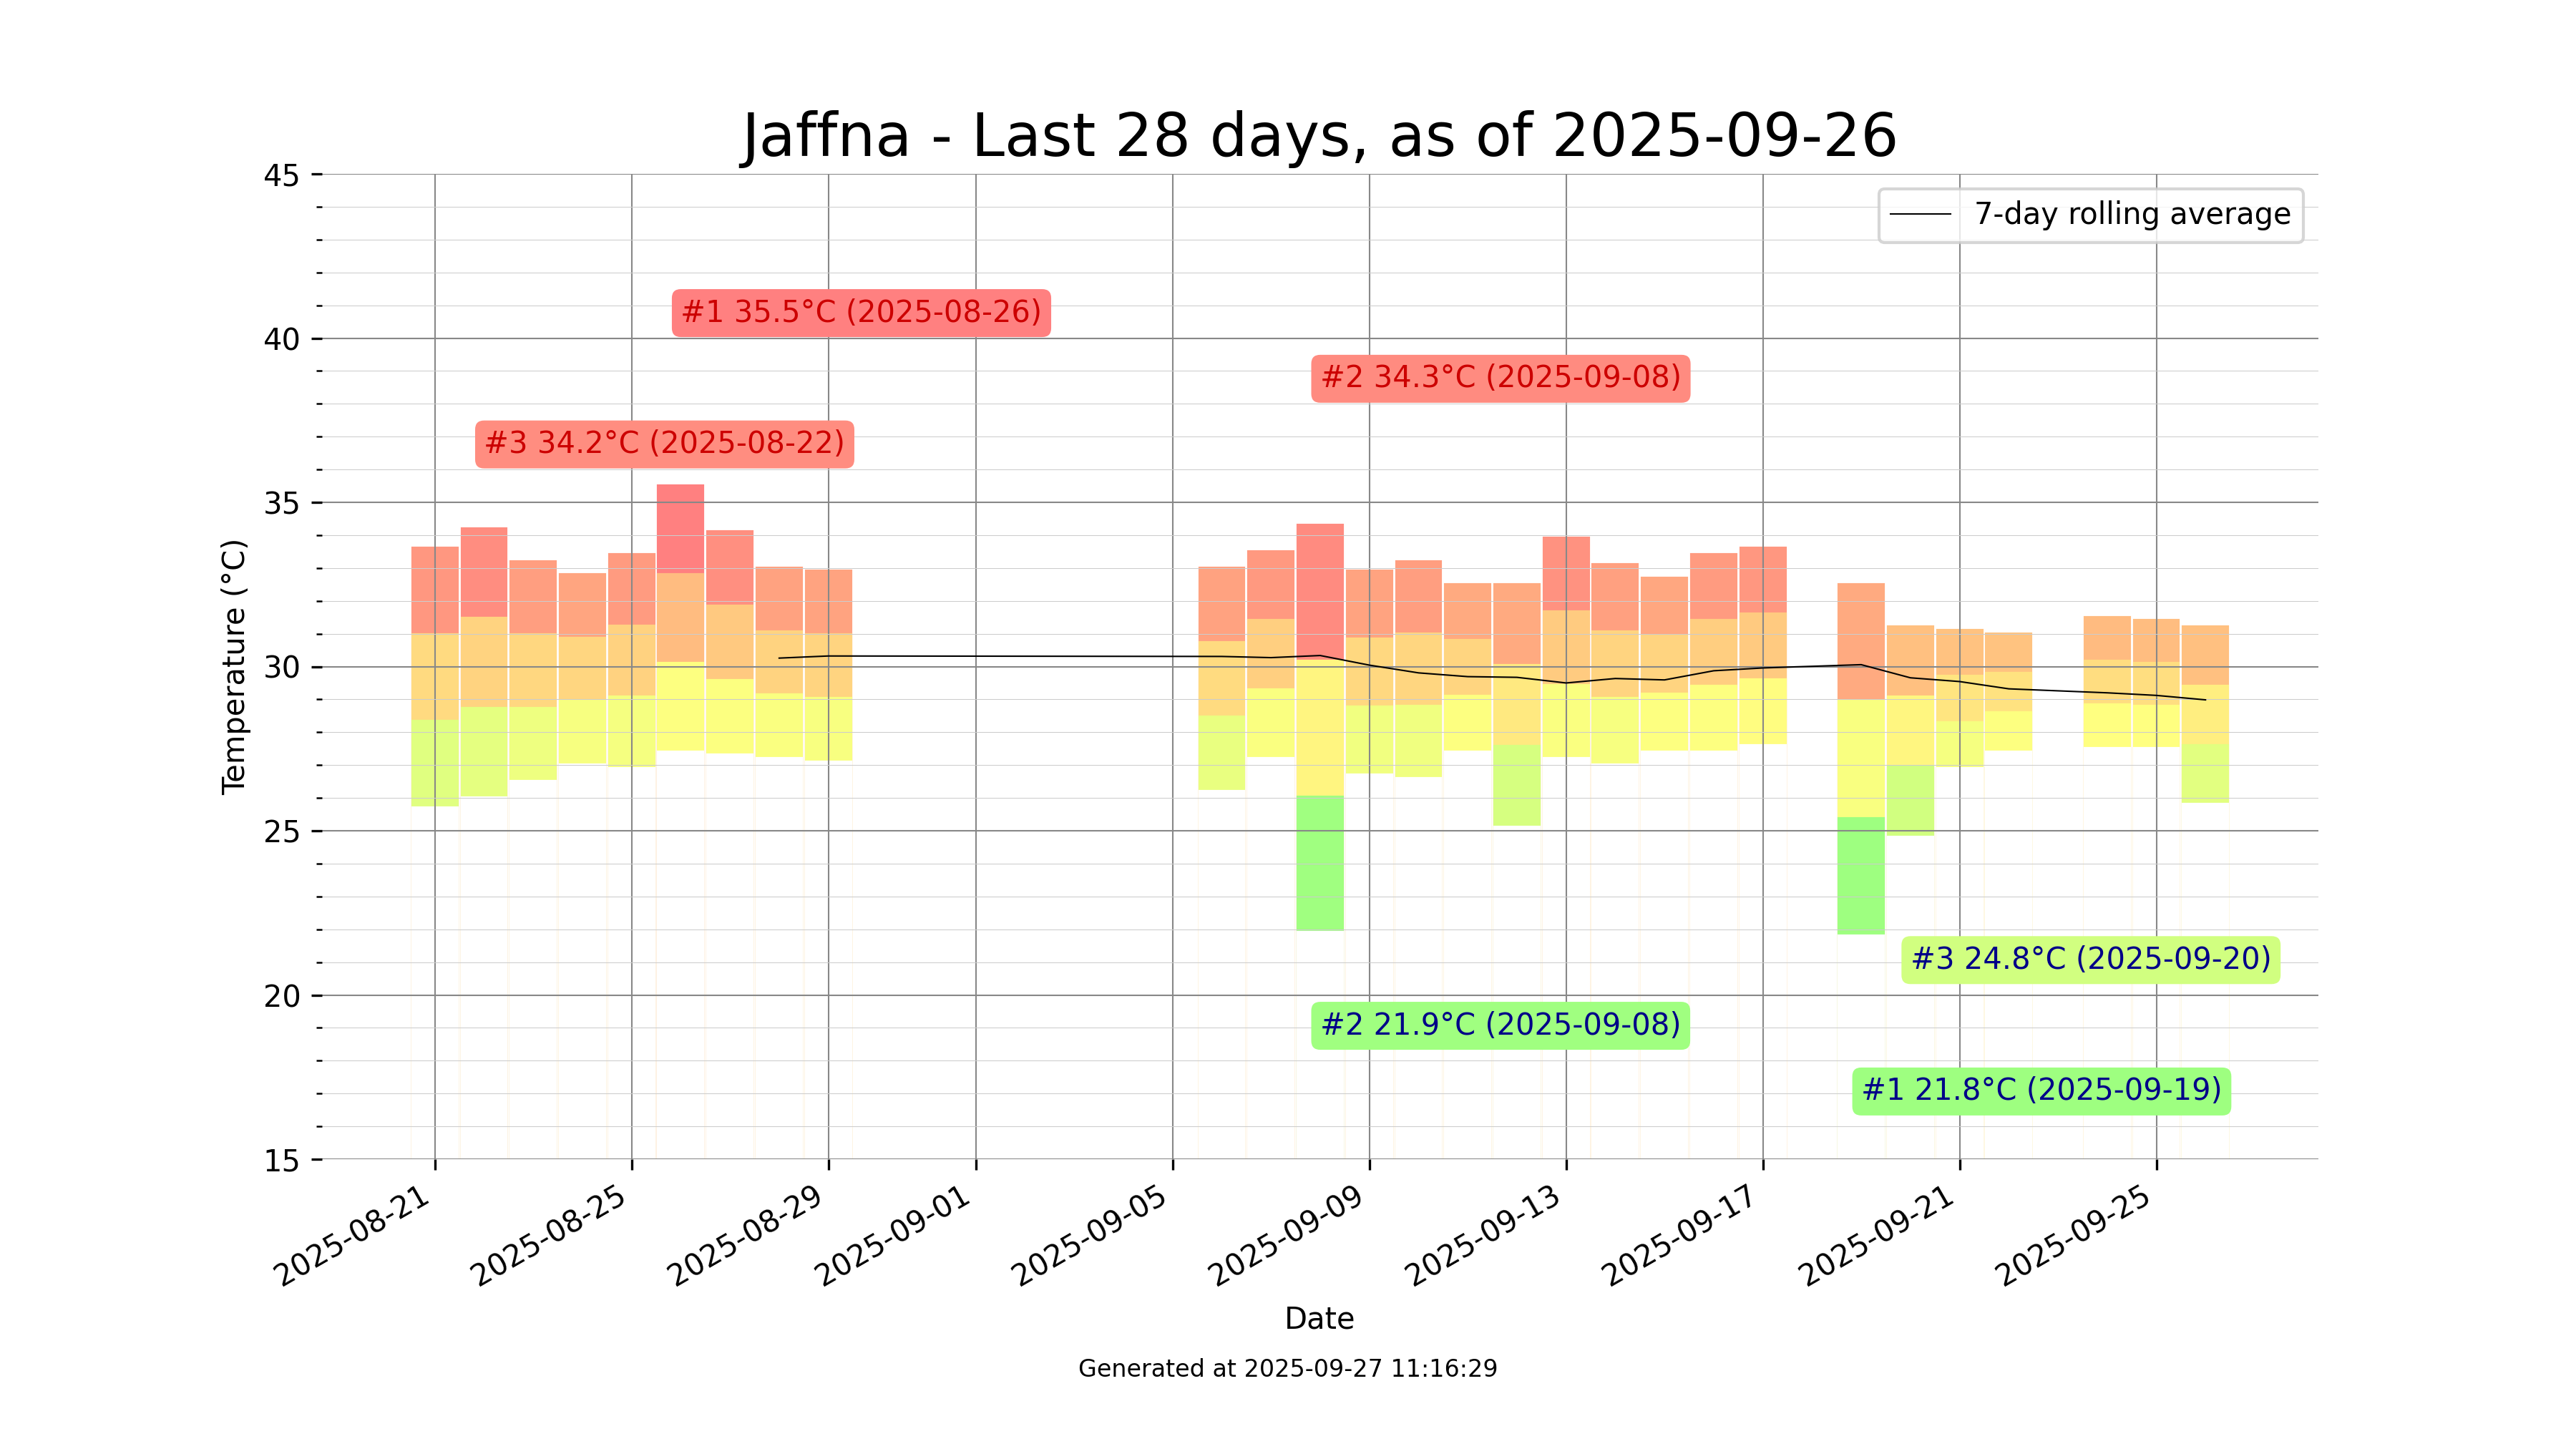 Jaffna - Last 28 days, as of 2025-09-26
7-day rolling average
#1 35.5°C (2025-08-26)
#2 34.3°C (2025-09-08)
#3 34.2°C (2025-08-22)
#3 24.8°C (2025-09-20)
#2 21.9°C (2025-09-08)
#1 21.8°C (2025-09-19)
Temperature (°C)
45
40
35
30
25
20
15
2025-08-21
2025-08-25
2025-08-29
2025-09-01
2025-09-05
2025-09-09
2025-09-13
2025-09-17
2025-09-21
2025-09-25
Date
Generated at 2025-09-27 11:16:29